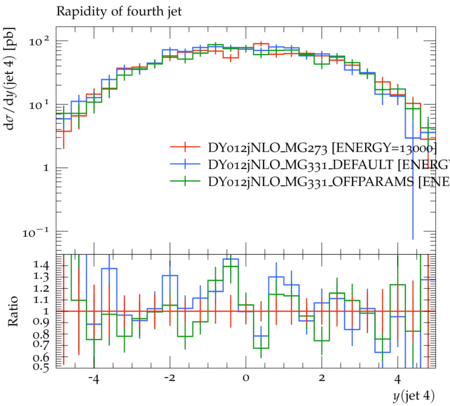 Rapidity of fourth jet
dσ/dy(jet 4) [pb]
10²
10¹
1
10⁻¹
DY012jNLO_MG273 [ENERGY=13000]
DY012jNLO_MG331_DEFAULT [ENERG
DY012jNLO_MG331_OFFPARAMS [ENE
Ratio
1.4
1.3
1.2
1.1
1
0.9
0.8
0.7
0.6
0.5
-4 -2 0 2 4
y(jet 4)